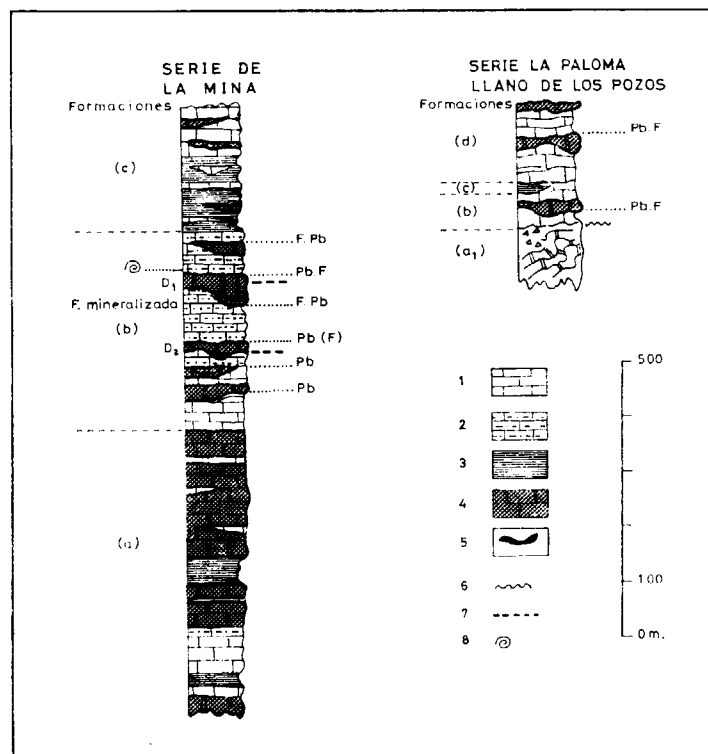 SERIE DE
LA MINA
Formaciones
(c)
F. Pb
Pb. F
D₁
F. mineralizada
F. Pb
(b)
Pb (F)
D₂
Pb
Pb
(a)
SERIE LA PALOMA
LLANO DE LOS POZOS
Formaciones
Pb. F
(d)
(c)
(b)
Pb. F
(a₁)
1
2
3
4
5
6
7
8
500
100
0 m.